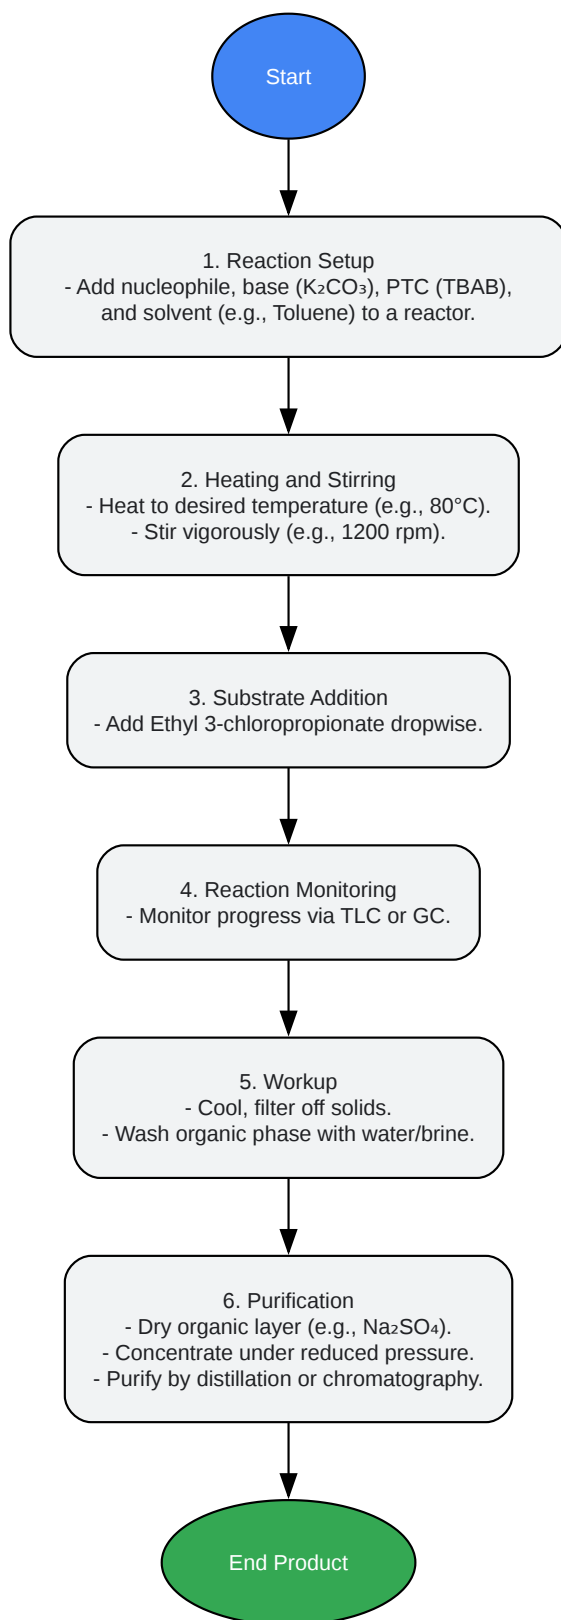 Start
1. Reaction Setup
- Add nucleophile, base (K₂CO₃), PTC (TBAB),
and solvent (e.g., Toluene) to a reactor.
2. Heating and Stirring
- Heat to desired temperature (e.g., 80°C).
- Stir vigorously (e.g., 1200 rpm).
3. Substrate Addition
- Add Ethyl 3-chloropropionate dropwise.
4. Reaction Monitoring
- Monitor progress via TLC or GC.
5. Workup
- Cool, filter off solids.
- Wash organic phase with water/brine.
6. Purification
- Dry organic layer (e.g., Na₂SO₄).
- Concentrate under reduced pressure.
- Purify by distillation or chromatography.
End Product